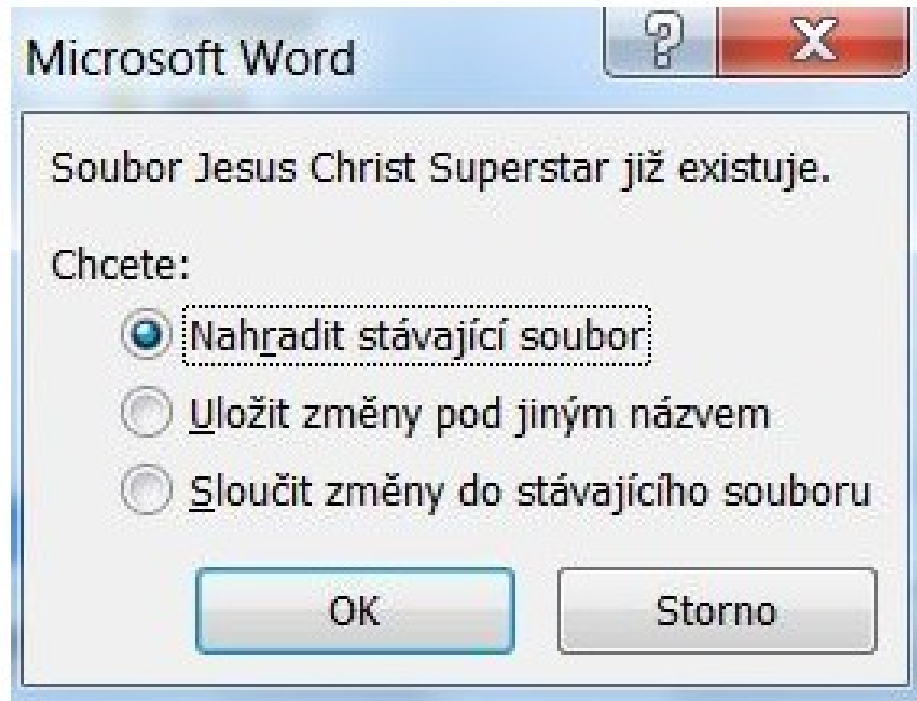 Microsoft Word
Soubor Jesus Christ Superstar již existuje.
Chcete:
Nahradit stávající soubor
Uložit změny pod jiným názvem
Sloučit změny do stávajícího souboru
OK Storno